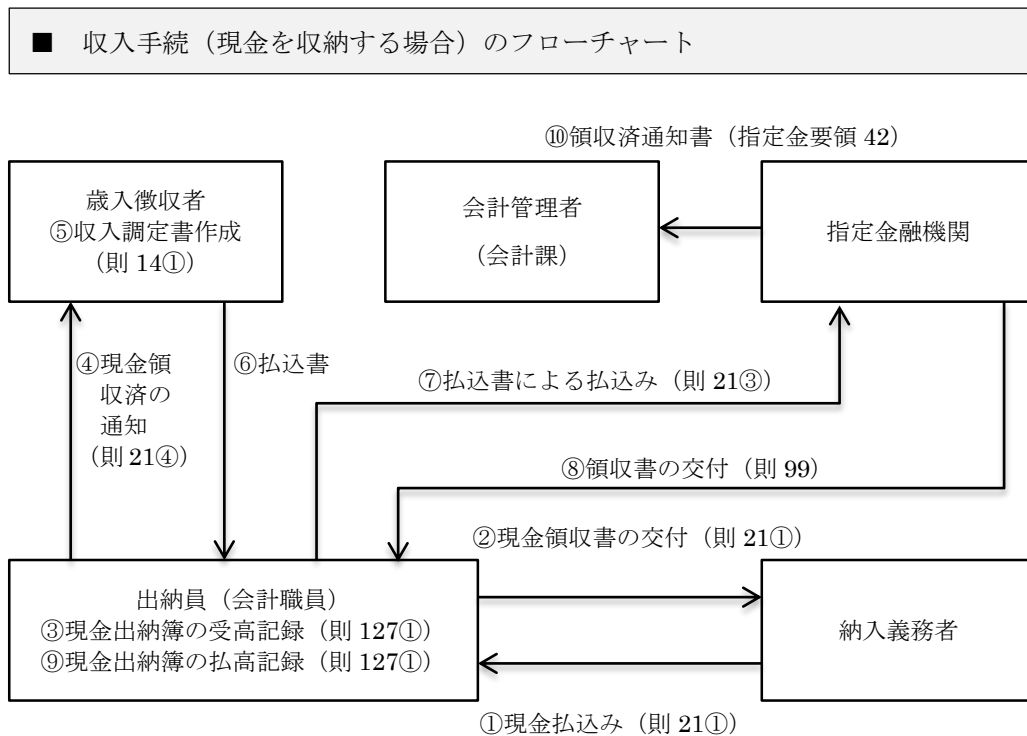 ■ 収入手続（現金を収納する場合）のフローチャート
⑩領収済通知書（指定金要領 42）
歳入徴収者
⑤収入調定書作成
（則 14①）
会計管理者
（会計課）
指定金融機関
④現金領
収済の
通知
（則 21④）
⑥払込書
⑦払込書による払込み（則 21③）
⑧領収書の交付（則 99）
②現金領収書の交付（則 21①）
出納員（会計職員）
③現金出納簿の受高記録（則 127①）
⑨現金出納簿の払高記録（則 127①）
納入義務者
①現金払込み（則 21①）